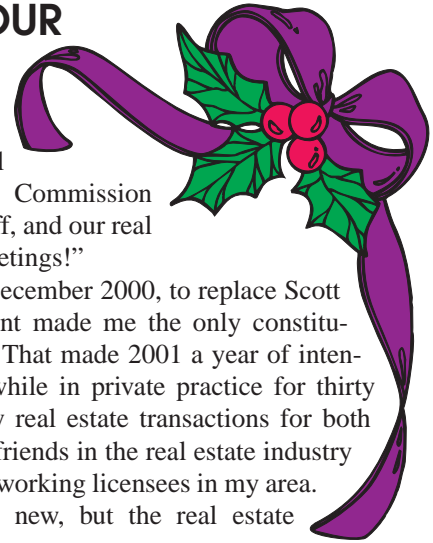 OUR
l
Commission
ff, and our real
etings!”
ecember 2000, to replace Scott
nt made me the only constitu-
That made 2001 a year of inten-
while in private practice for thirty
y real estate transactions for both
friends in the real estate industry
working licensees in my area.
new, but the real estate